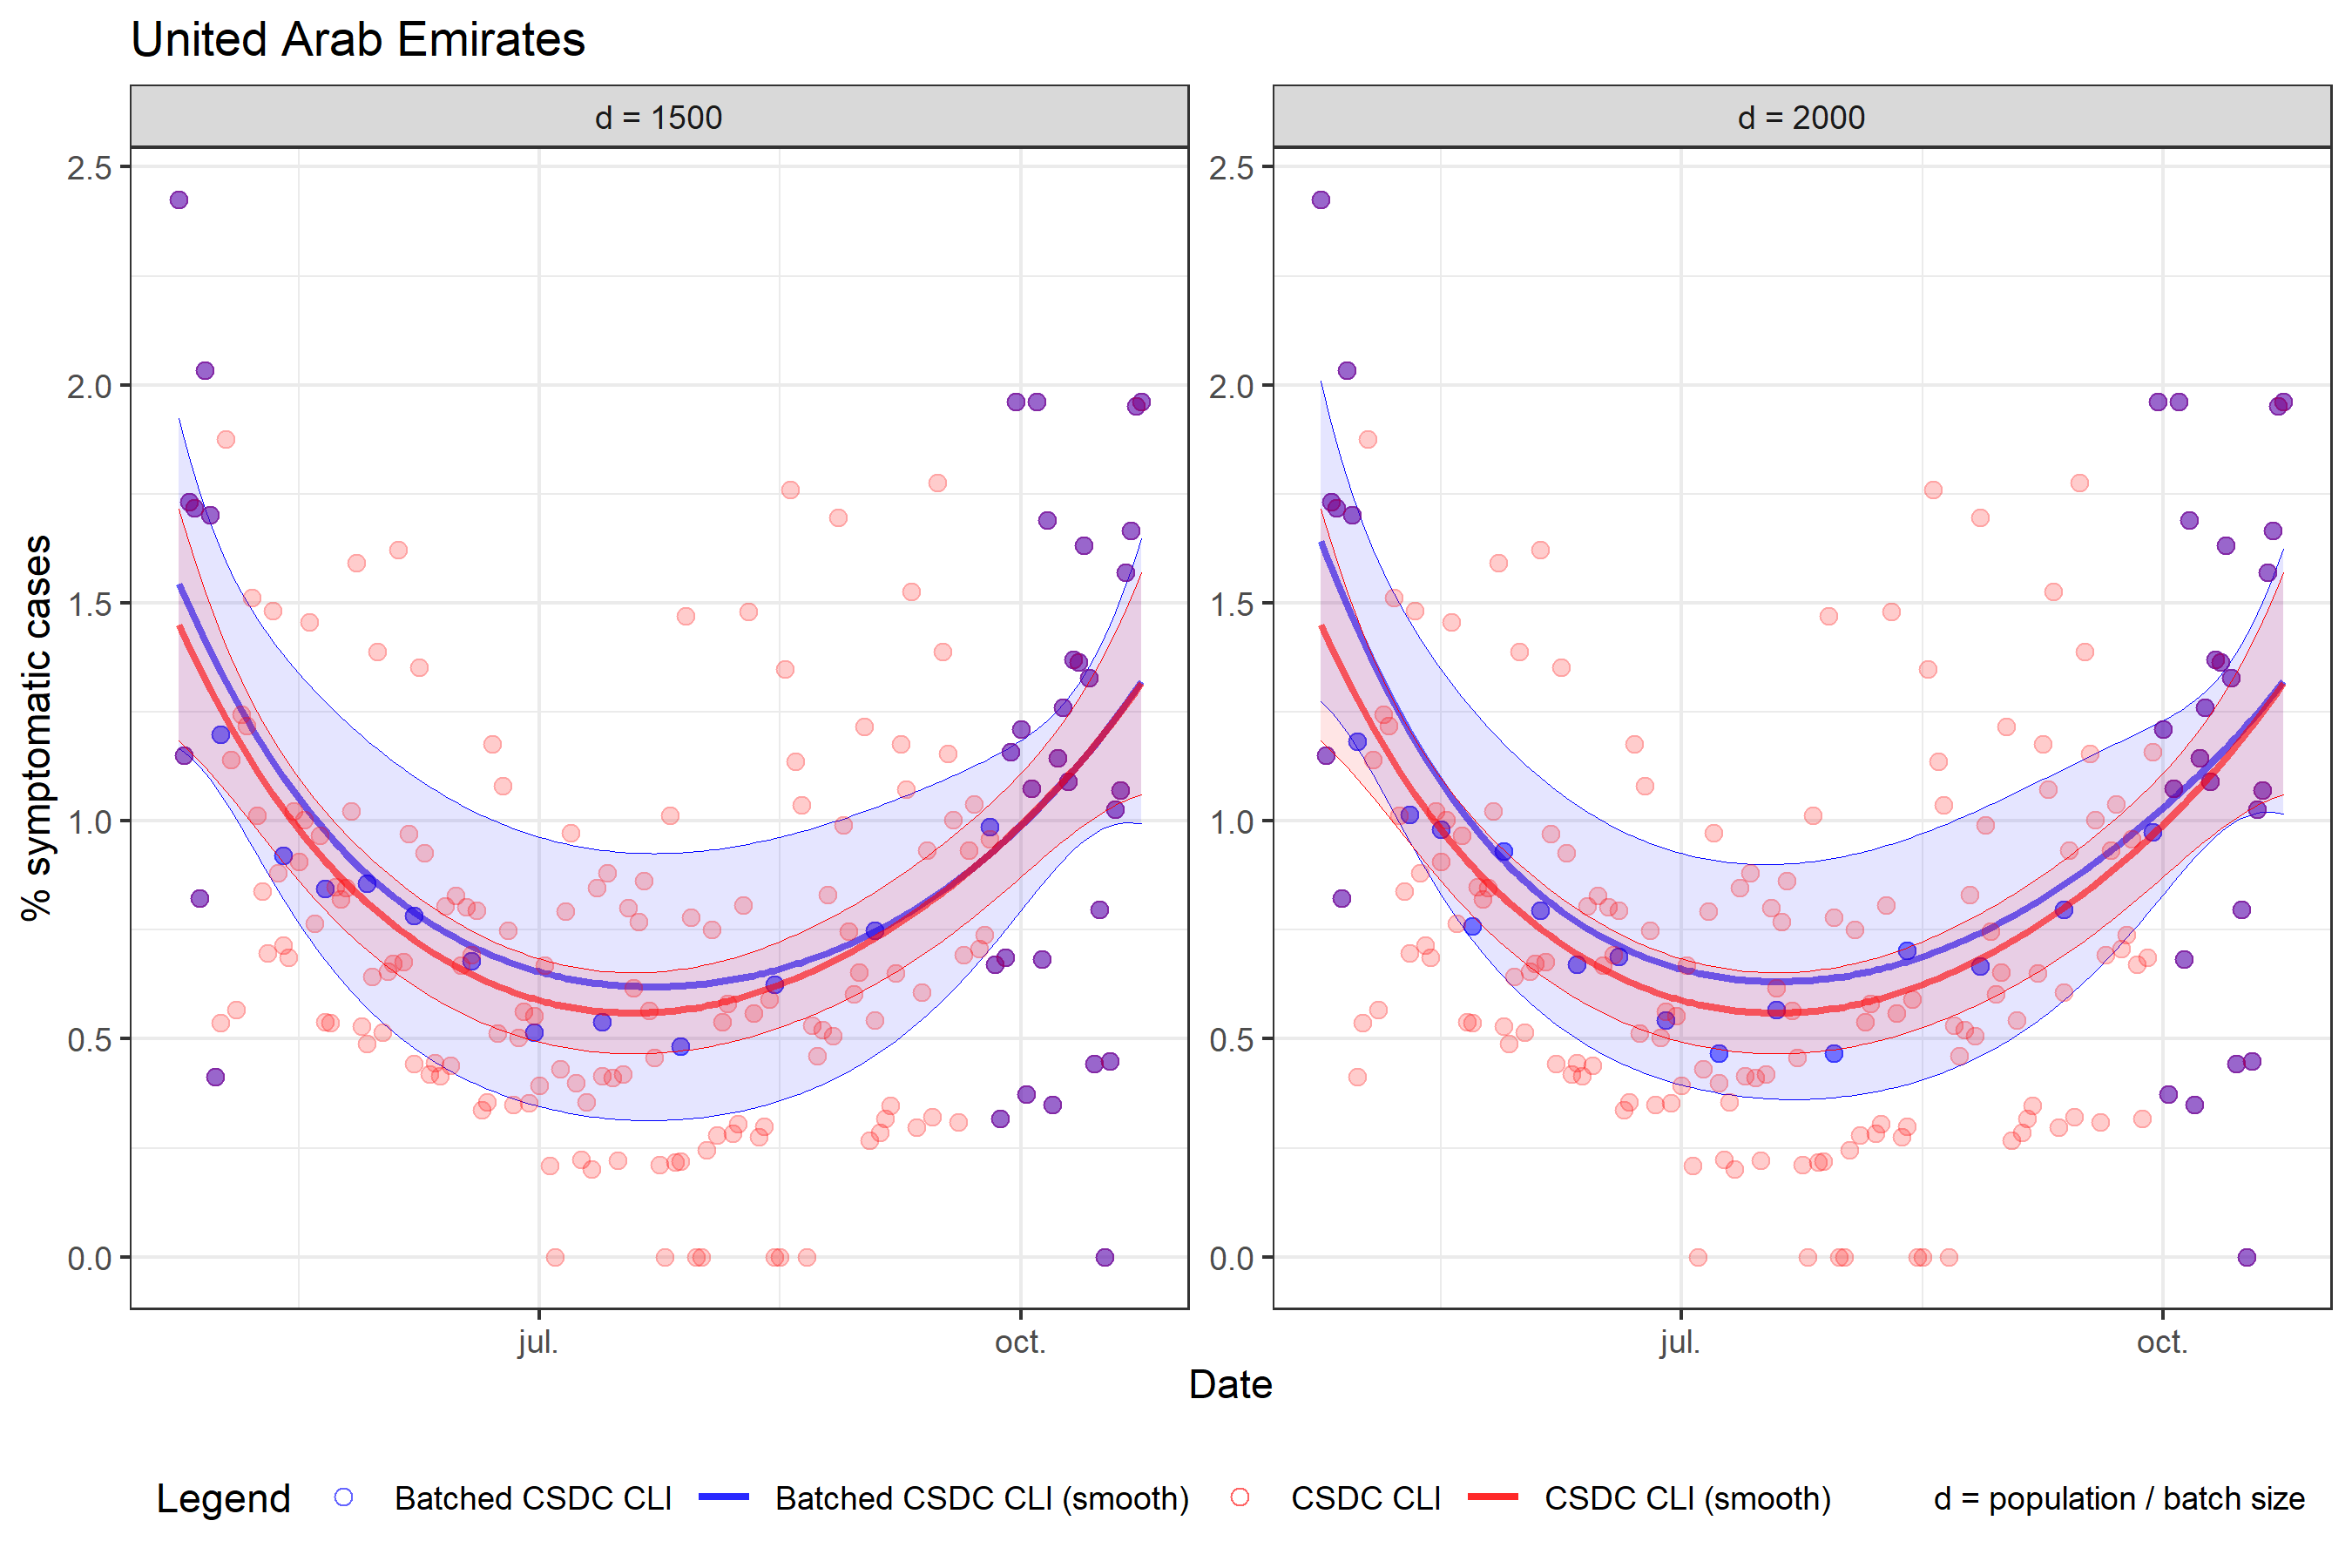 United Arab Emirates
d = 1500
d = 2000
% symptomatic cases
2.5
2.0
1.5
1.0
0.5
0.0
2.5
2.0
1.5
1.0
0.5
0.0
jul.
oct.
jul.
oct.
Date
Legend
Batched CSDC CLI
Batched CSDC CLI (smooth)
CSDC CLI
CSDC CLI (smooth)
d = population / batch size